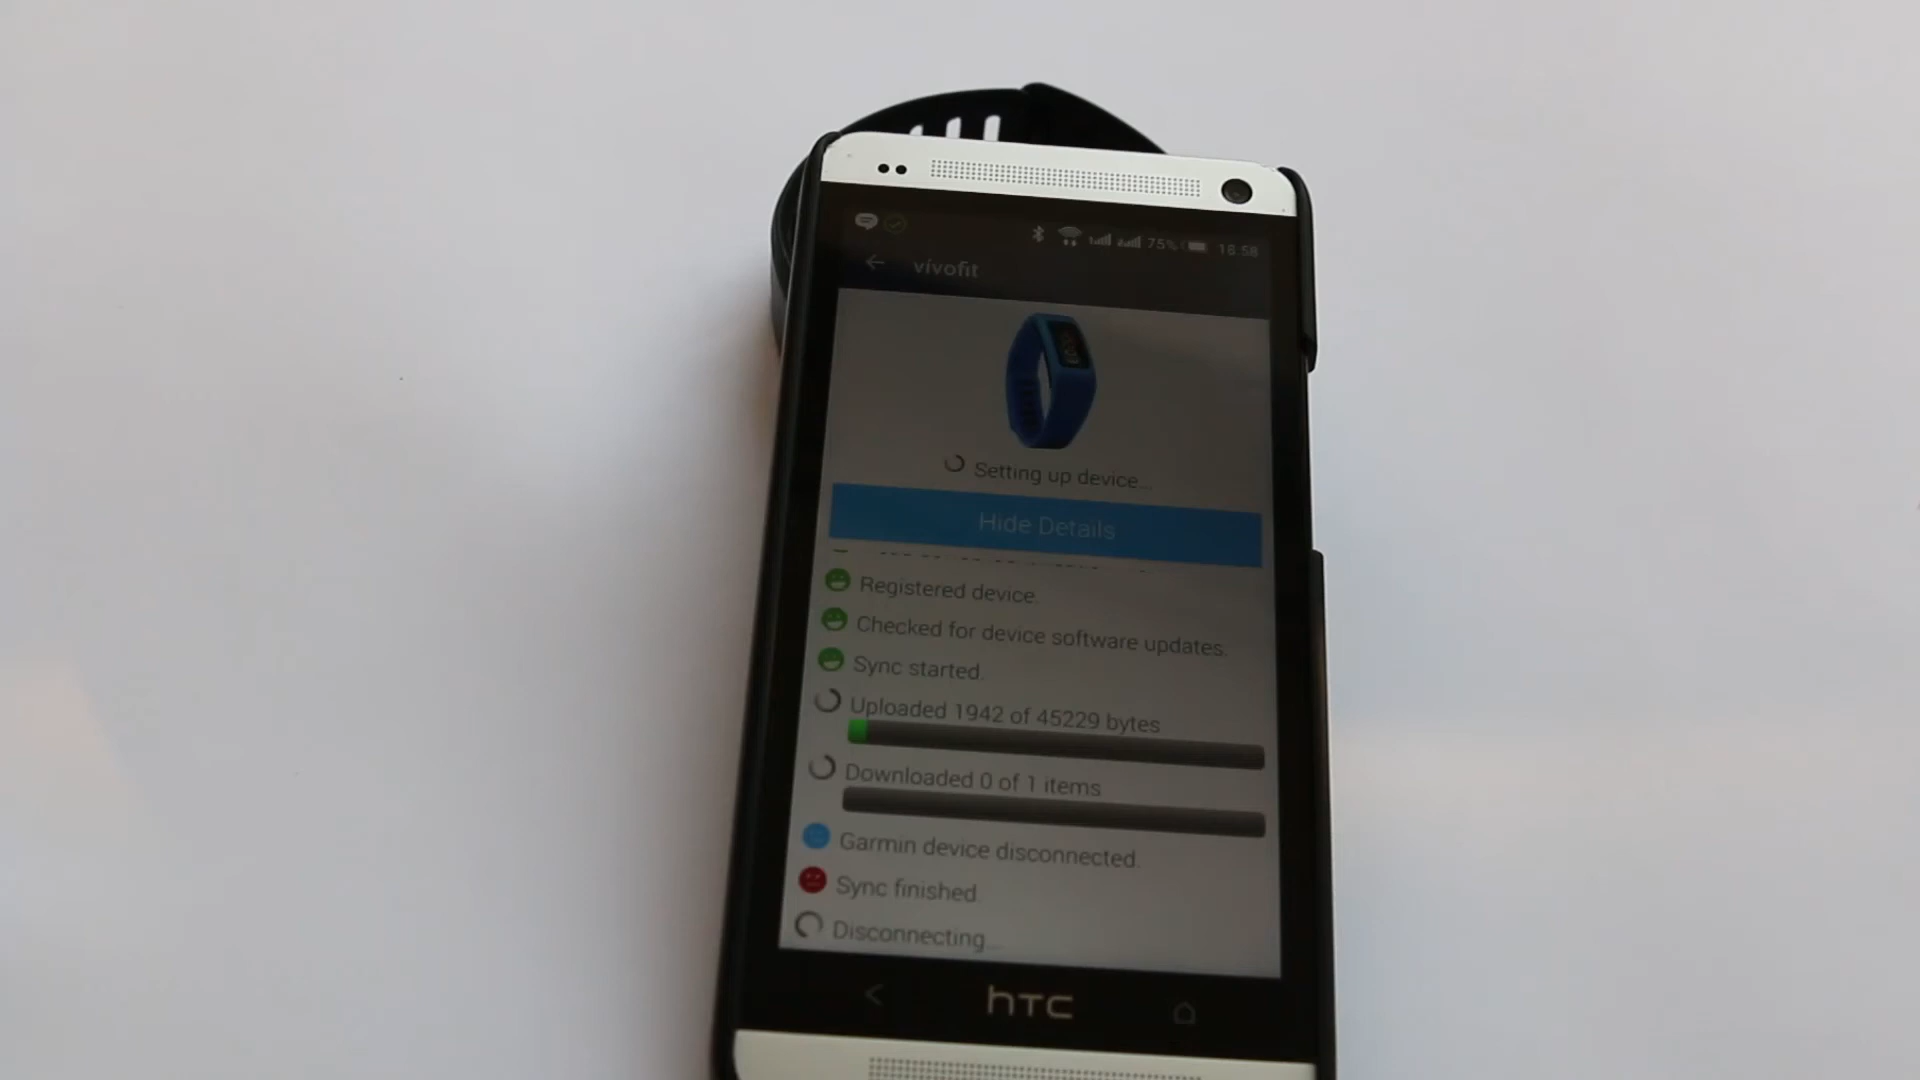 75% 18:58
vívofit
Setting up device...
Hide Details
Registered device.
Checked for device software updates.
Sync started.
Uploaded 1942 of 45229 bytes
Downloaded 0 of 1 items
Garmin device disconnected.
Sync finished.
Disconnecting...
hTC